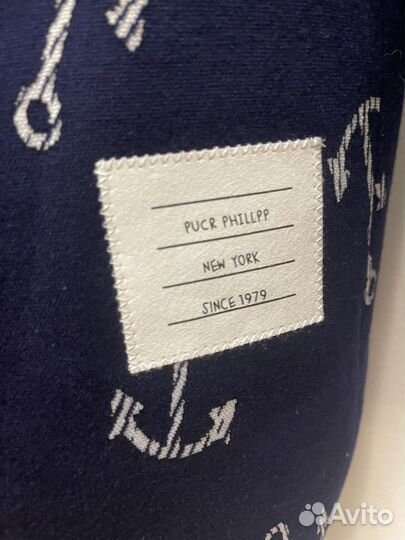 PUCR PHILLPP
NEW YORK
SINCE 1979
Avito